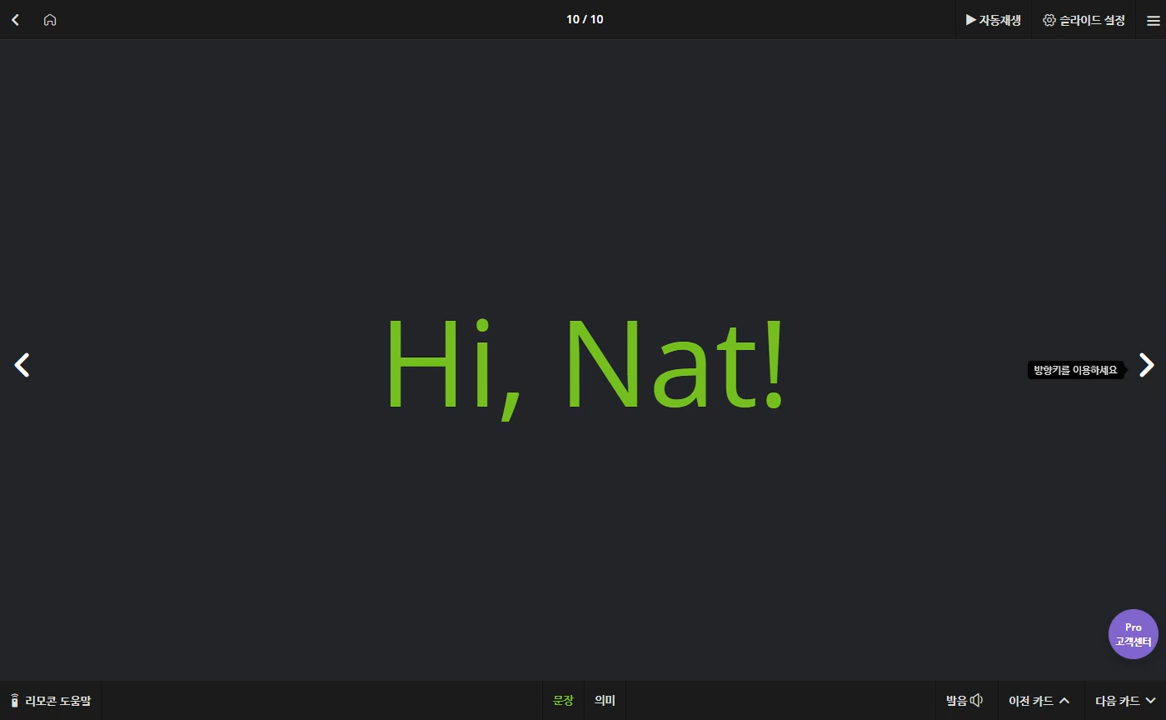 10 / 10
자동재생
슬라이드 설정
Hi, Nat!
방향키를 이용하세요
Pro
고객센터
리모콘 도움말
문장
의미
발음
이전 카드
다음 카드